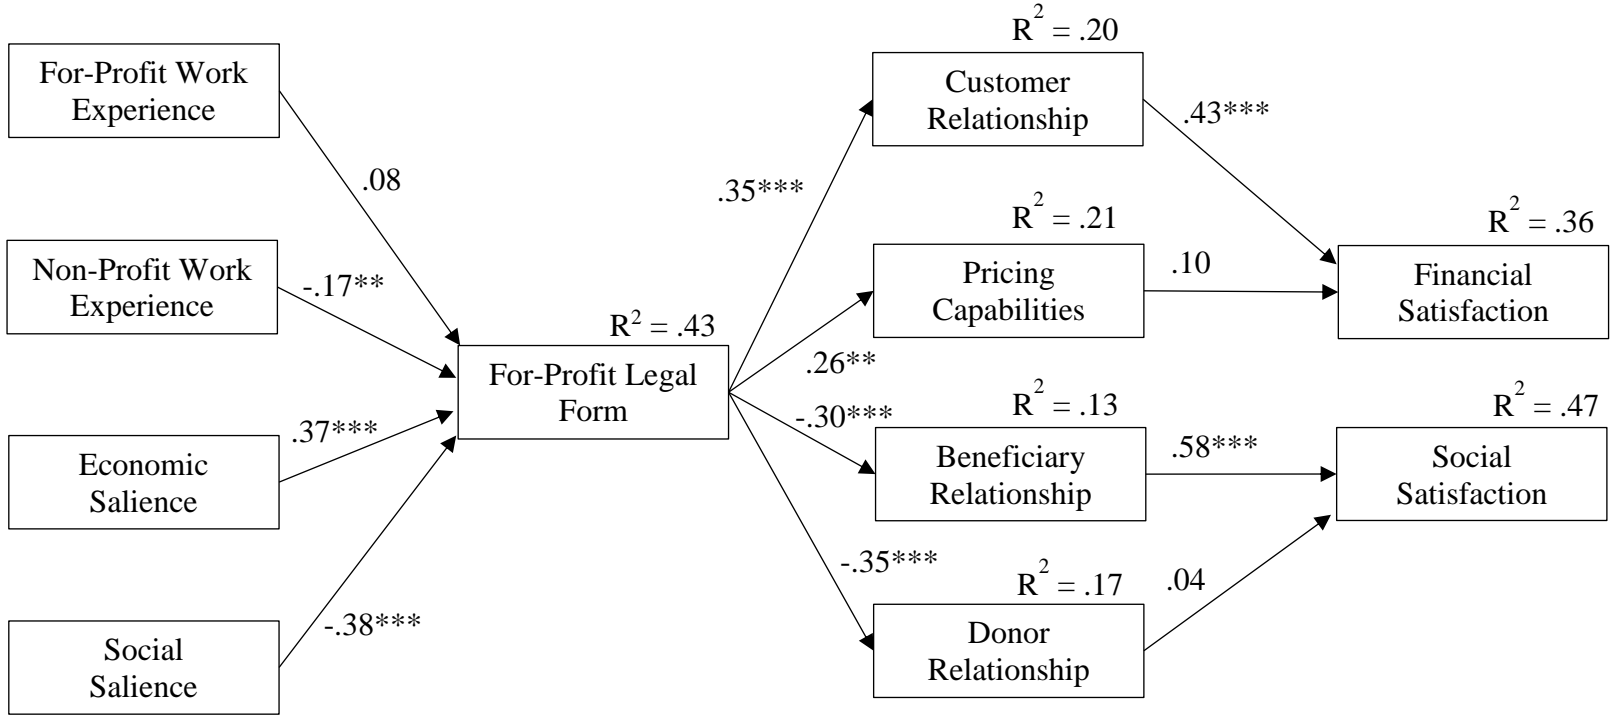 For-Profit Work
Experience
Non-Profit Work
Experience
Economic
Salience
Social
Salience
.08
-.17**
.37***
-.38***
R² = .43
For-Profit Legal
Form
.35***
.26**
-.30***
-.35***
R² = .20
Customer
Relationship
R² = .21
Pricing
Capabilities
R² = .13
Beneficiary
Relationship
R² = .17
Donor
Relationship
.43***
.10
.58***
.04
R² = .36
Financial
Satisfaction
R² = .47
Social
Satisfaction